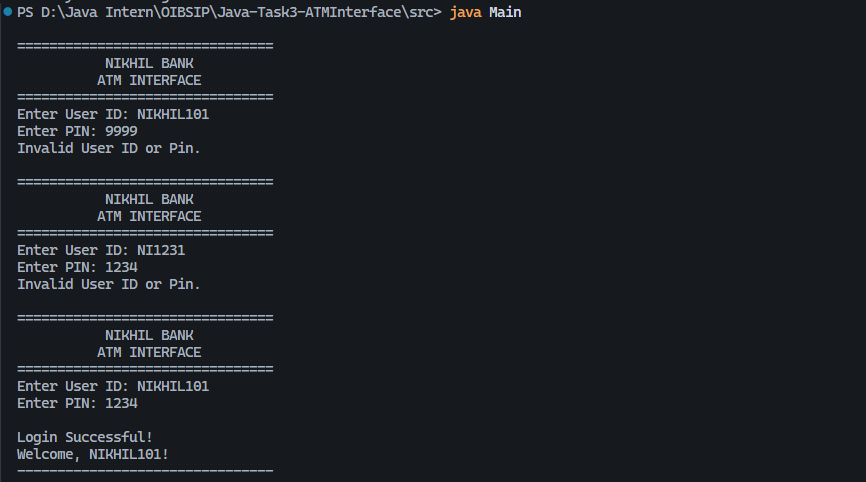 PS D:\Java Intern\OIBSIP\Java-Task3-ATMInterface\src> java Main
================================
NIKHIL BANK
ATM INTERFACE
================================
Enter User ID: NIKHIL101
Enter PIN: 9999
Invalid User ID or Pin.
================================
NIKHIL BANK
ATM INTERFACE
================================
Enter User ID: NI1231
Enter PIN: 1234
Invalid User ID or Pin.
================================
NIKHIL BANK
ATM INTERFACE
================================
Enter User ID: NIKHIL101
Enter PIN: 1234
Login Successful!
Welcome, NIKHIL101!
================================